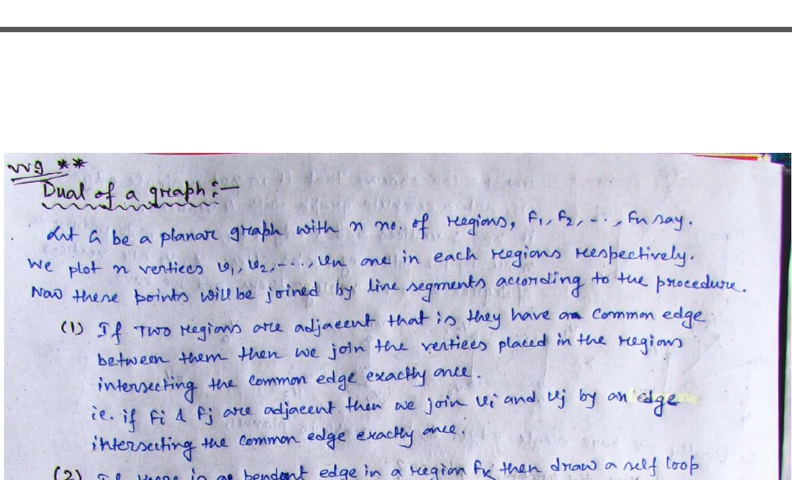 VVI **
Dual of a graph :-
Let G be a planar graph with n no. of regions, F1, F2, -.., Fn say.
We plot n vertices v1, v2, -..., vn one in each regions respectively.
Now these points will be joined by line segments according to the procedure.
(1) If two regions are adjacent that is they have a common edge
between them then we join the vertices placed in the regions
intersecting the common edge exactly once.
ie. if Fi & Fj are adjacent then we join vi and vj by an edge
intersecting the common edge exactly once.
(2) If there is a pendent edge in a region Fk then draw a self loop